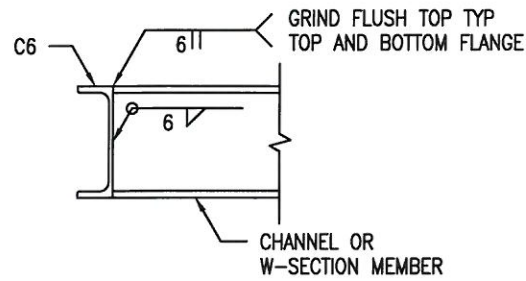 GRIND FLUSH TOP TYP
TOP AND BOTTOM FLANGE
C6
6
6
CHANNEL OR
W-SECTION MEMBER